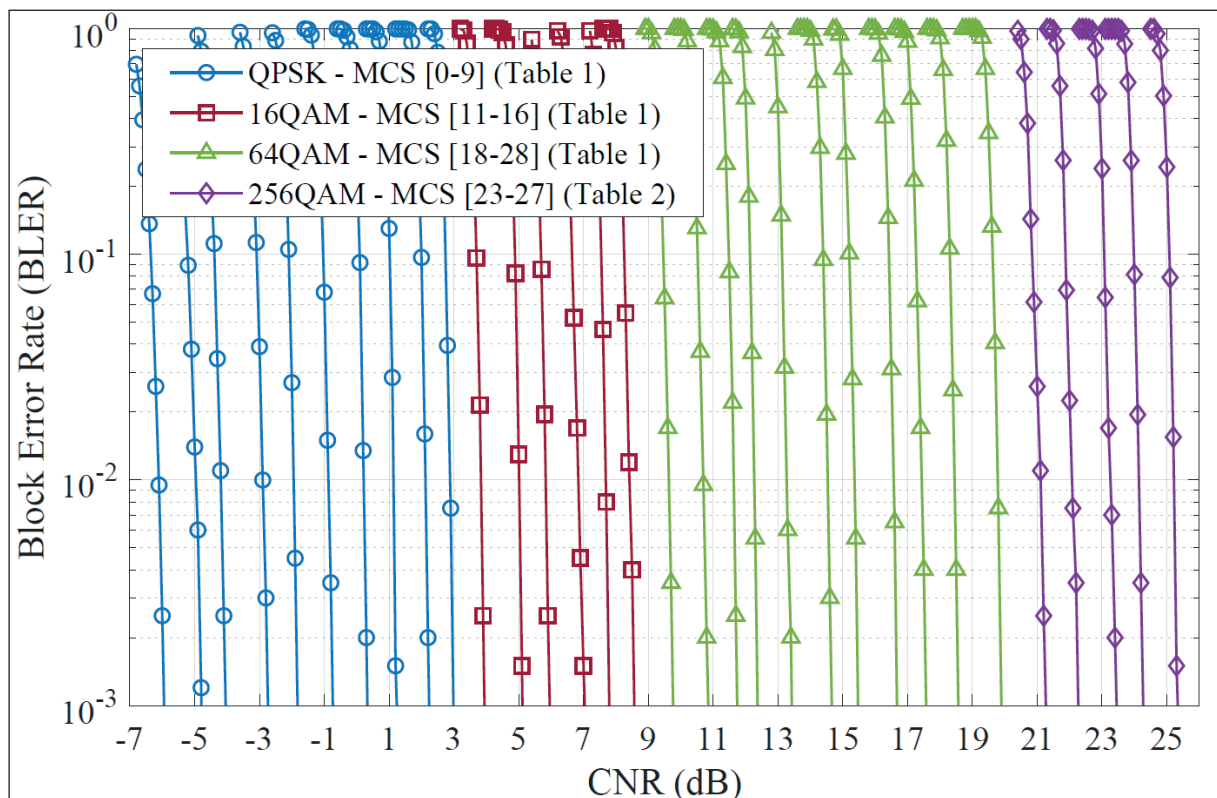 10^0
QPSK - MCS [0-9] (Table 1)
16QAM - MCS [11-16] (Table 1)
64QAM - MCS [18-28] (Table 1)
256QAM - MCS [23-27] (Table 2)
Block Error Rate (BLER)
10^-1
10^-2
10^-3
-7 -5 -3 -1 1 3 5 7 9 11 13 15 17 19 21 23 25
CNR (dB)